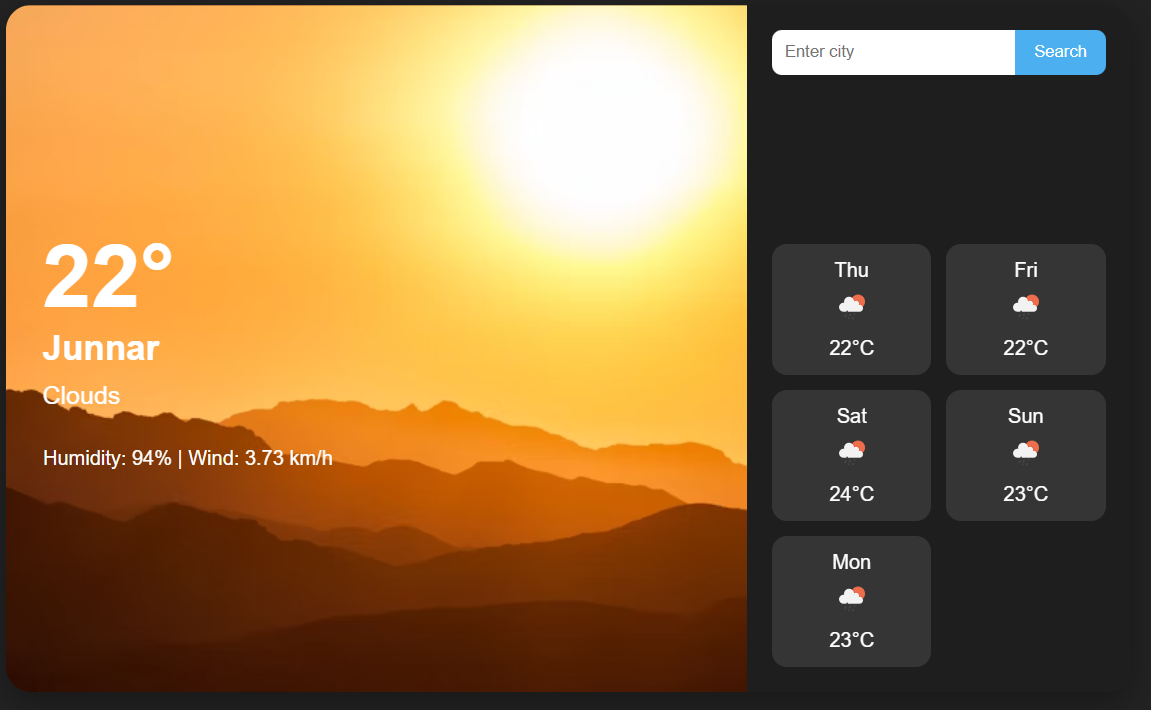 22°
Junnar
Clouds
Humidity: 94% | Wind: 3.73 km/h
Enter city
Search
Thu
22°C
Fri
22°C
Sat
24°C
Sun
23°C
Mon
23°C